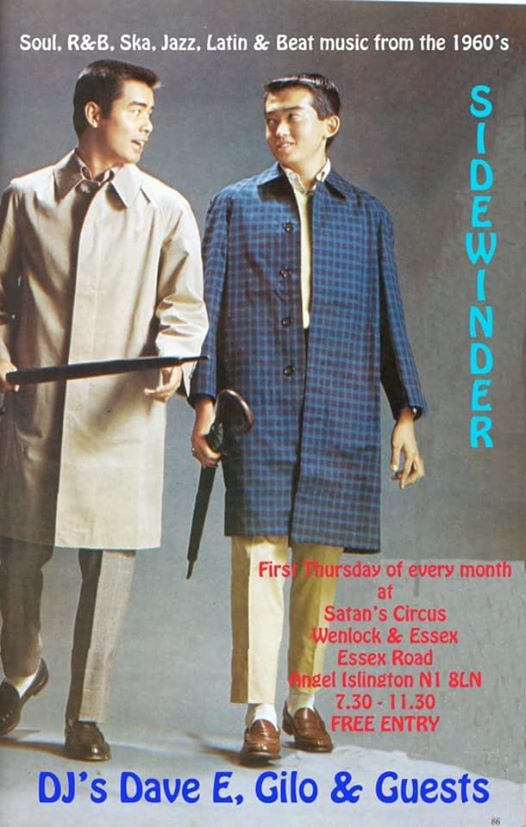 Soul, R&B, Ska, Jazz, Latin & Beat music from the 1960's
SIDEWINDER
First Thursday of every month
at
Satan's Circus
Wenlock & Essex
Essex Road
Angel Islington N1 8LN
7.30 - 11.30
FREE ENTRY
DJ's Dave E, Gilo & Guests
86